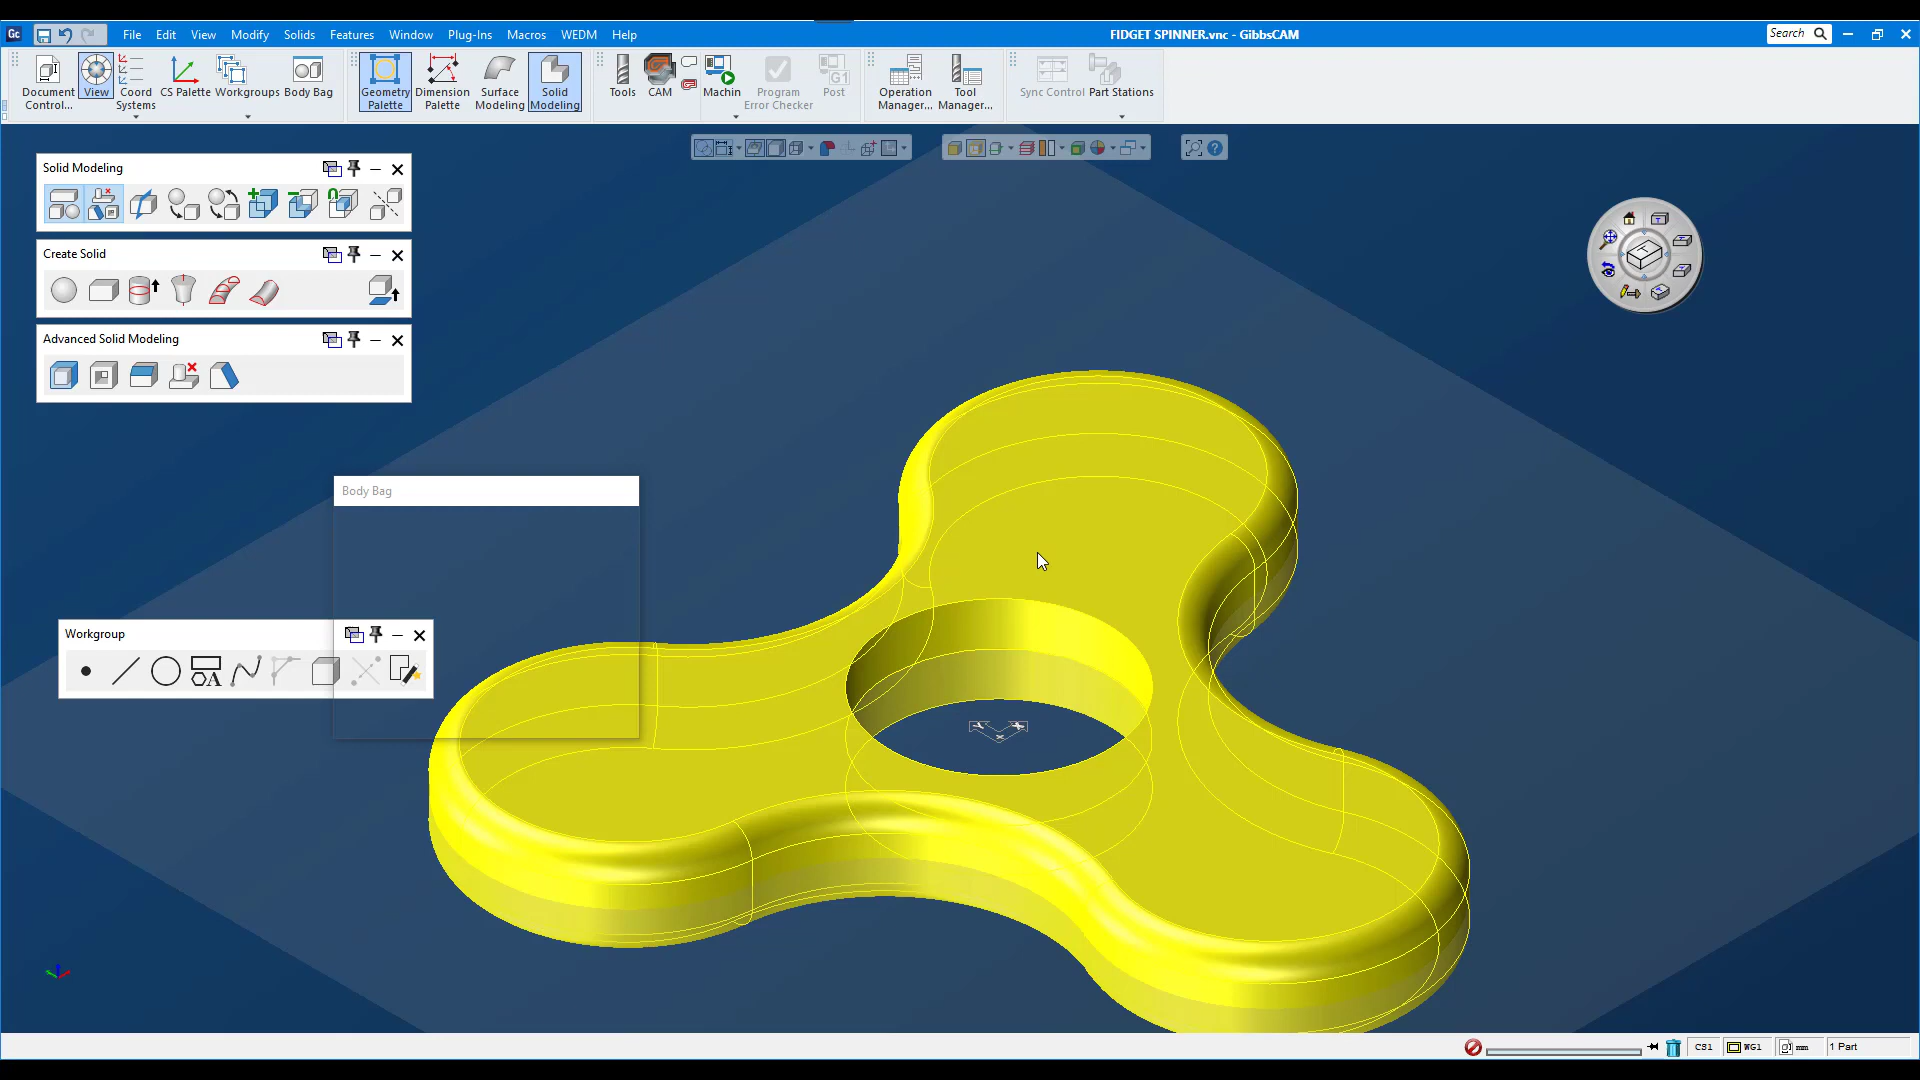 Gc File Edit View Modify Solids Features Window Plug-Ins Macros WEDM Help FIDGET SPINNER.vnc - GibbsCAM Search
Document Control...
View
Coord Systems
CS Palette
Workgroups
Body Bag
Geometry Palette
Dimension Palette
Surface Modeling
Solid Modeling
Tools
CAM
Machin
Program Error Checker
G1
Post
Operation Manager...
Tool Manager...
Sync Control
Part Stations
Solid Modeling
Create Solid
Advanced Solid Modeling
Body Bag
Workgroup
CS1 WG1 mm 1 Part